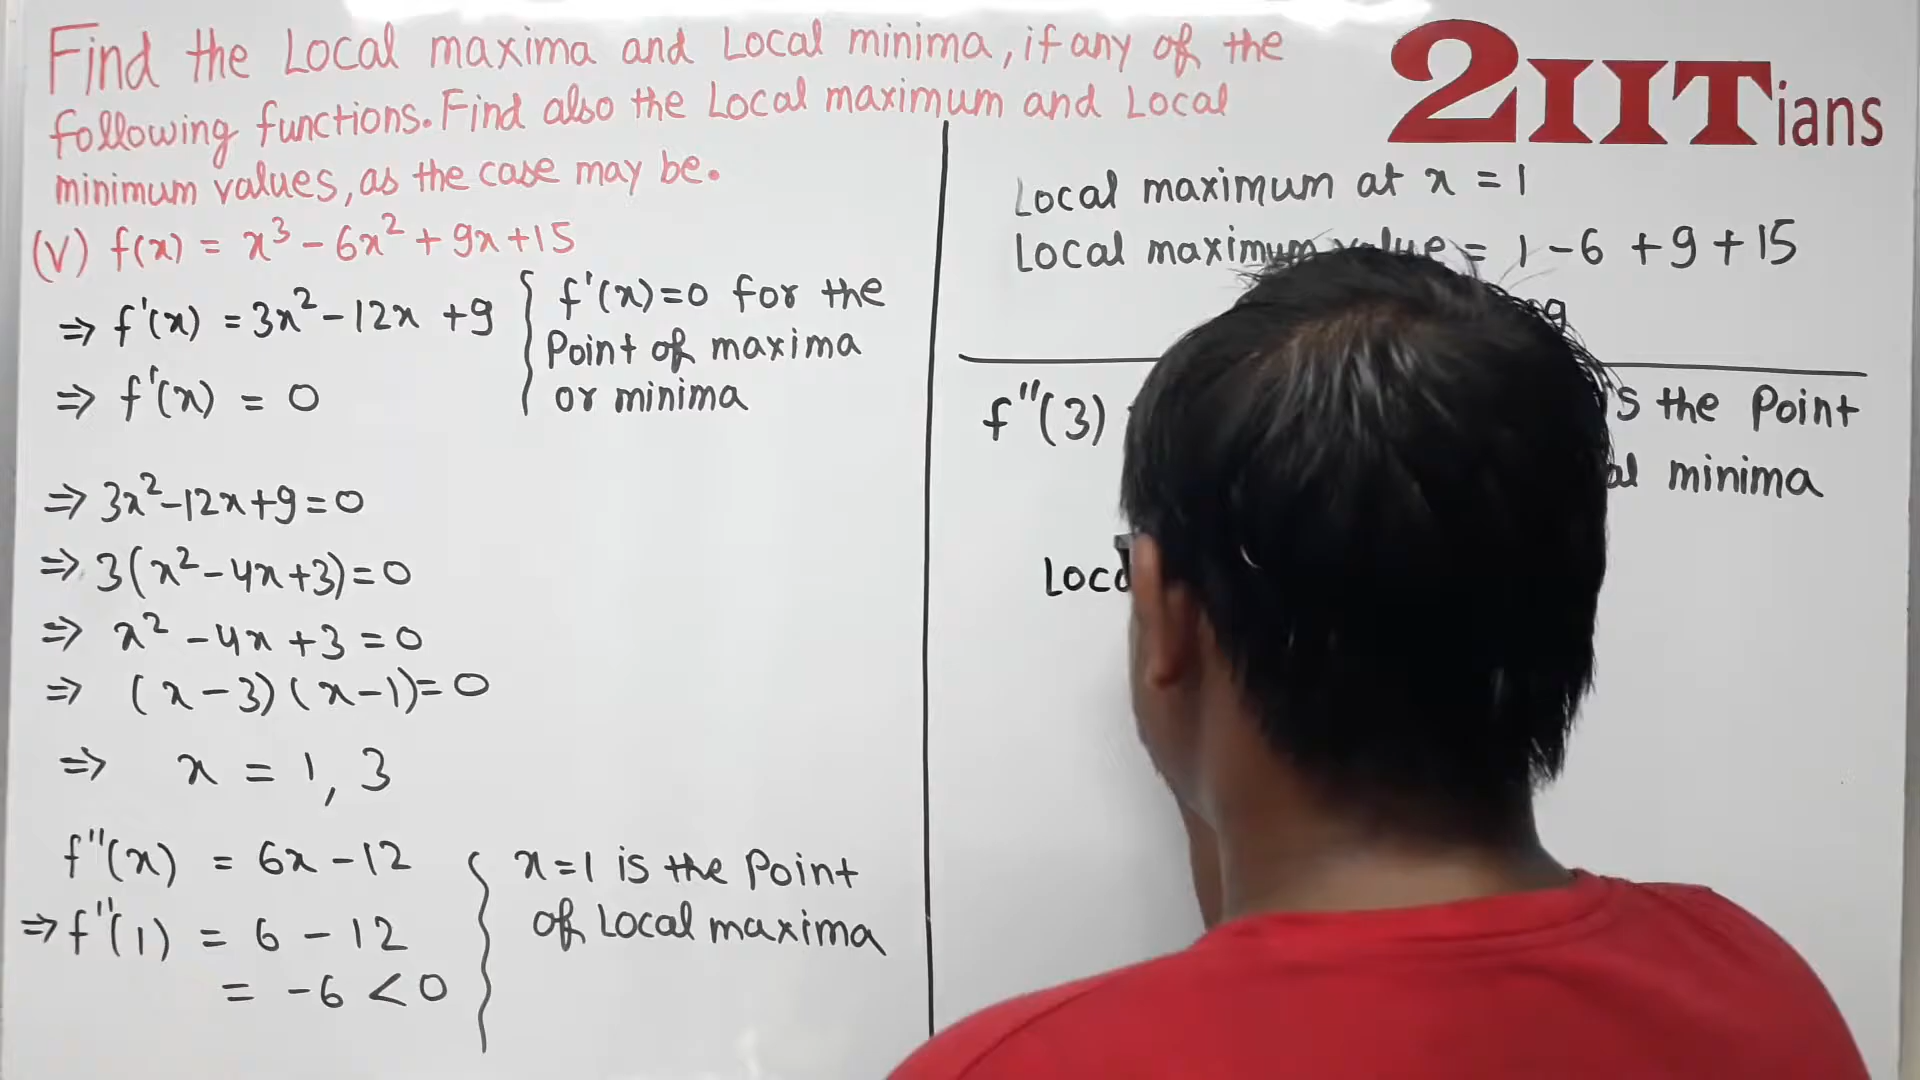 Find the Local maxima and Local minima, if any of the
following functions. Find also the Local maximum and Local
minimum values, as the case may be.
(V) f(x) = x³ - 6x² + 9x + 15
⇒ f'(x) = 3x² - 12x + 9
⇒ f'(x) = 0
f'(x) = 0 for the
Point of maxima
or minima
⇒ 3x² - 12x + 9 = 0
⇒ 3(x² - 4x + 3) = 0
⇒ x² - 4x + 3 = 0
⇒ (x - 3)(x - 1) = 0
⇒ x = 1, 3
f''(x) = 6x - 12
⇒ f''(1) = 6 - 12
= -6 < 0
x = 1 is the Point
of Local maxima
2IITians
Local maximum at x = 1
Local maximum value = 1 - 6 + 9 + 15
f''(3)
the Point
minima